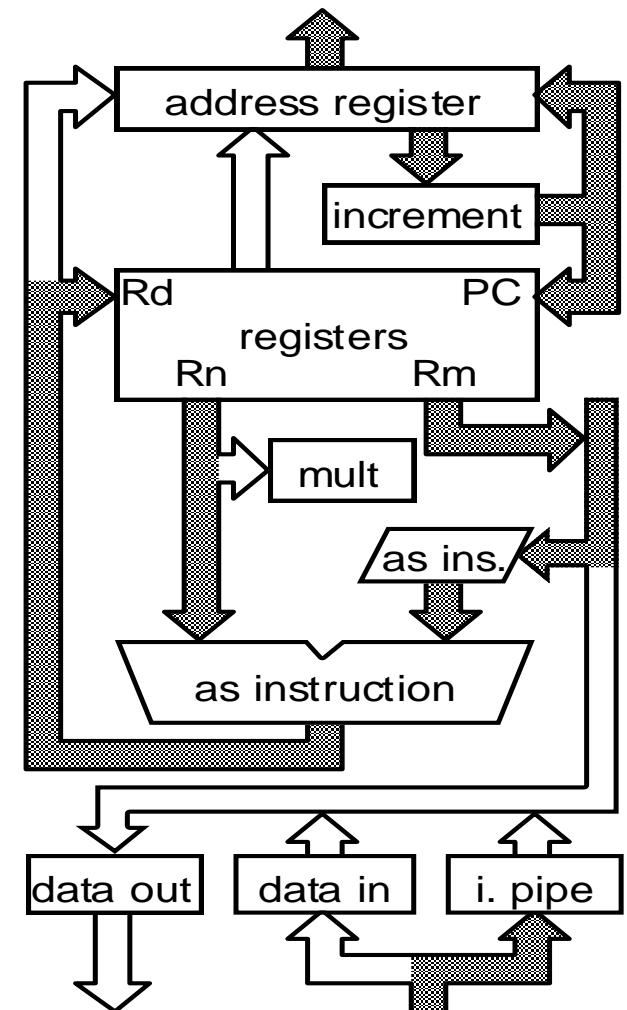 address register
increment
Rd PC
registers
Rn Rm
mult
as ins.
as instruction
data out data in i. pipe